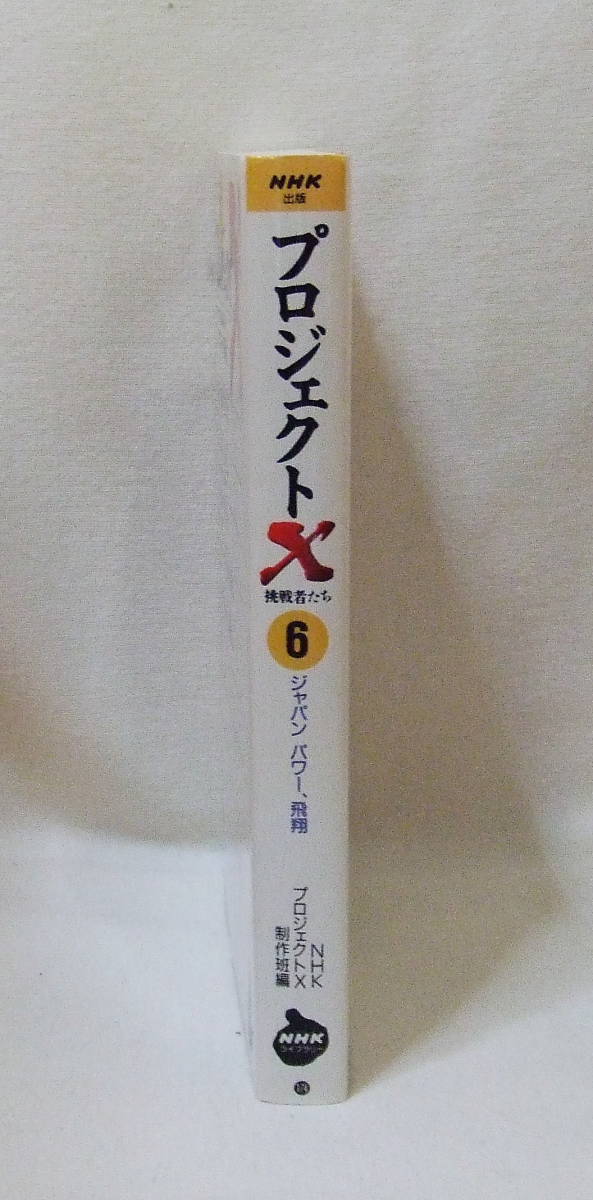 NHK
出版
プロジェクト
X
挑戦者たち
6
ジャパン パワー、飛翔
NHK
プロジェクトX
制作班編
NHK
ライブラリー